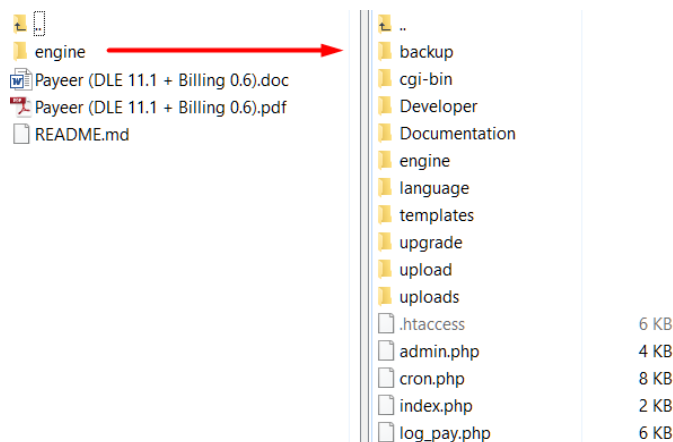 ..
engine
Payeer (DLE 11.1 + Billing 0.6).doc
Payeer (DLE 11.1 + Billing 0.6).pdf
README.md
..
backup
cgi-bin
Developer
Documentation
engine
language
templates
upgrade
upload
uploads
.htaccess 6 KB
admin.php 4 KB
cron.php 8 KB
index.php 2 KB
log_pay.php 6 KB